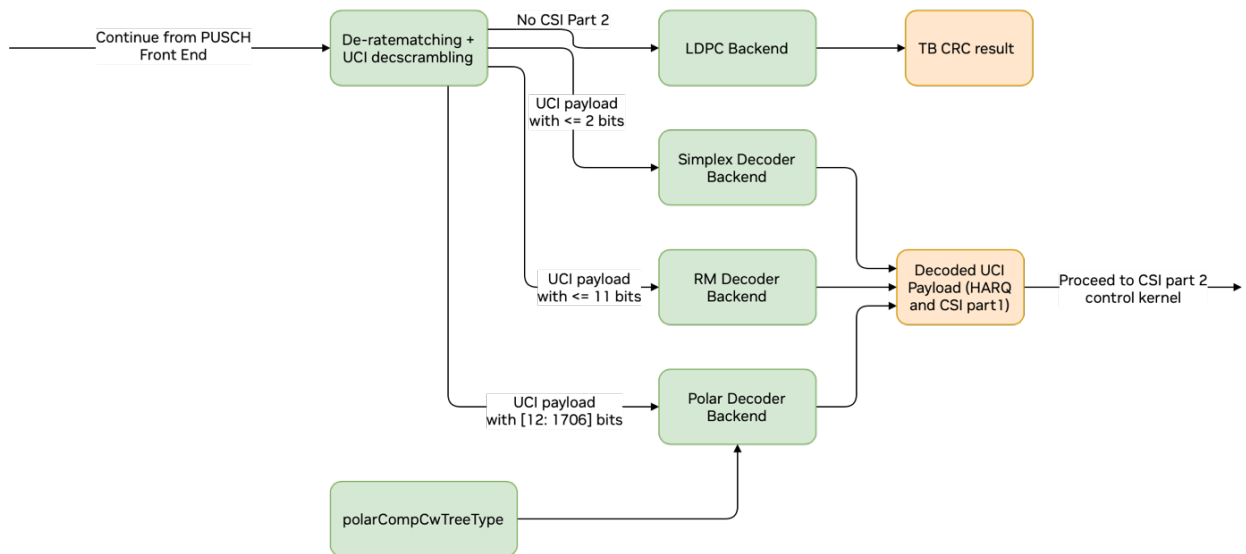 No CSI Part 2
Continue from PUSCH
Front End
De-ratematching +
UCI decscrambling
LDPC Backend
TB CRC result
UCI payload
with <= 2 bits
Simplex Decoder
Backend
UCI payload
with <= 11 bits
RM Decoder
Backend
Decoded UCI
Payload (HARQ
and CSI part1)
Proceed to CSI part 2
control kernel
UCI payload
with [12: 1706] bits
Polar Decoder
Backend
polarCompCwTreeType